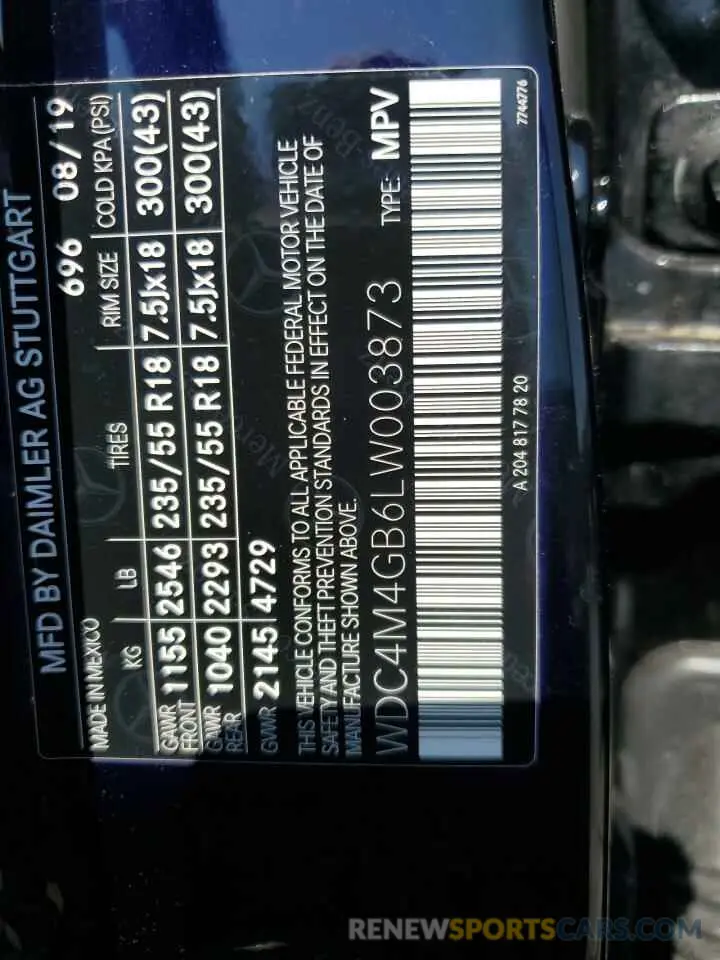 MFD BY DAIMLER AG STUTTGART
MADE IN MEXICO 696 08/19
KG LB TIRES RIM SIZE COLD KPA (PSI)
GAWR FRONT 1155 2546 235/55 R18 7.5Jx18 300(43)
GAWR REAR 1040 2293 235/55 R18 7.5Jx18 300(43)
GVWR 2145 4729
THIS VEHICLE CONFORMS TO ALL APPLICABLE FEDERAL MOTOR VEHICLE
SAFETY AND THEFT PREVENTION STANDARDS IN EFFECT ON THE DATE OF
MANUFACTURE SHOWN ABOVE.
WDC4M4GB6LW003873 TYPE: MPV
A 204 817 78 20 7744776
RENEWSPORTSCARS.COM